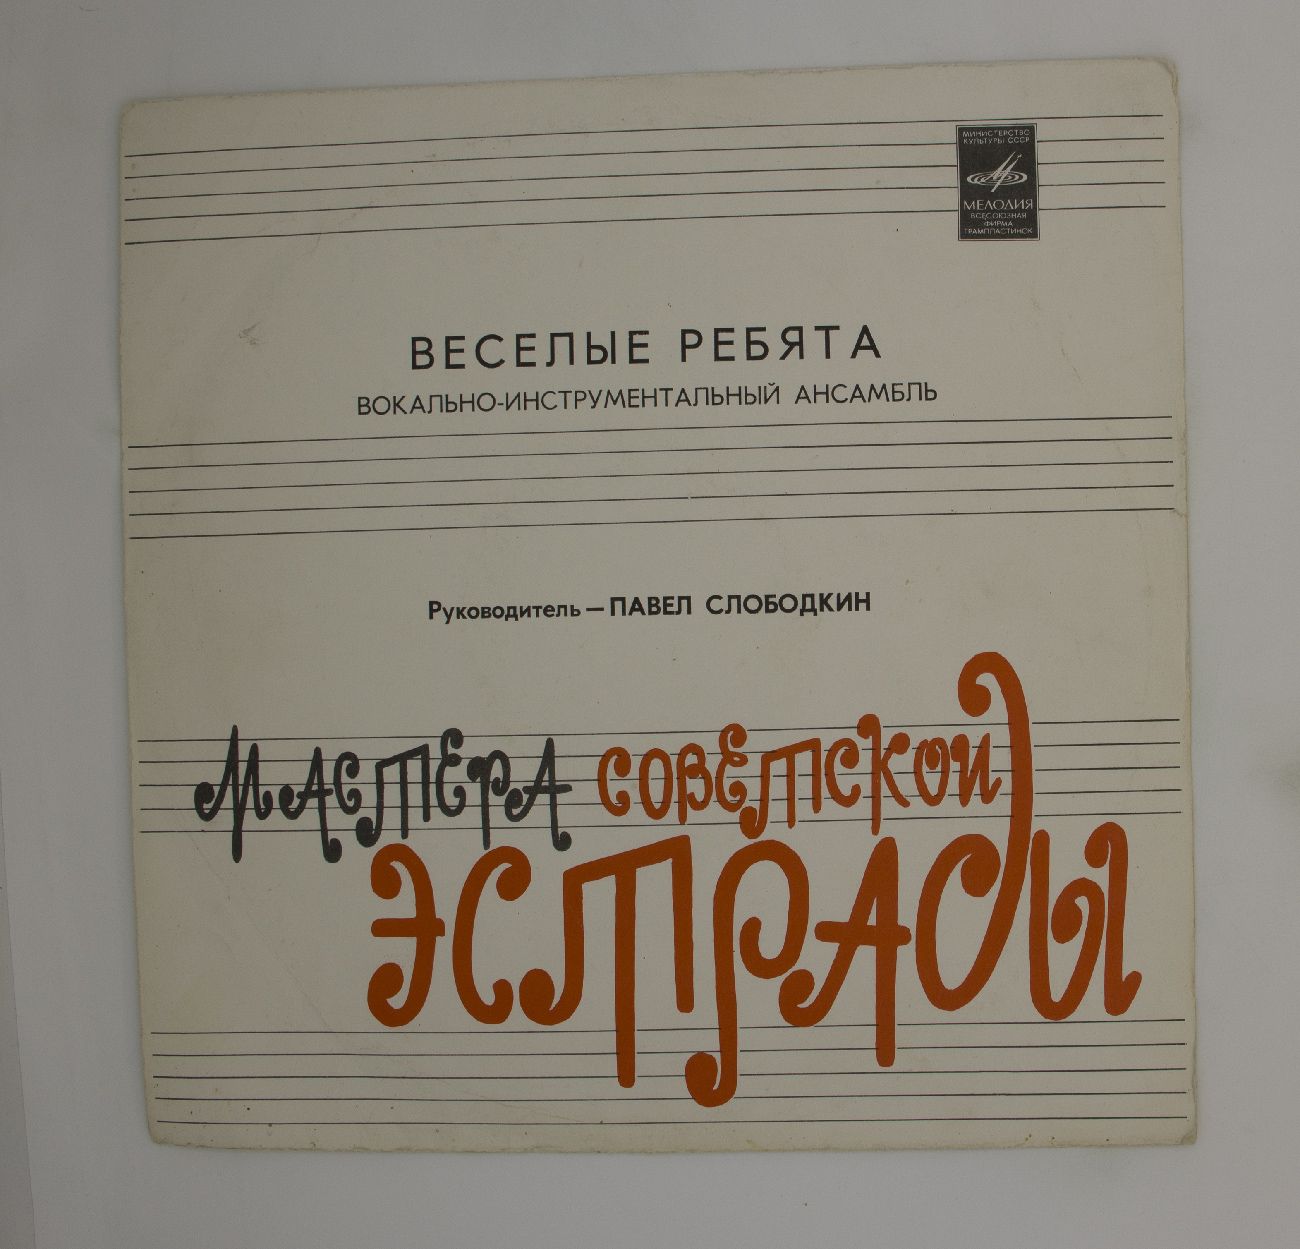 МИНИСТЕРСТВО
КУЛЬТУРЫ СССР
МЕЛОДИЯ
ВСЕСОЮЗНАЯ
ФИРМА
ГРАМПЛАСТИНОК
ВЕСЕЛЫЕ РЕБЯТА
ВОКАЛЬНО-ИНСТРУМЕНТАЛЬНЫЙ АНСАМБЛЬ
Руководитель — ПАВЕЛ СЛОБОДКИН
МАСТЕРА СОВЕТСКОЙ
ЭСТРАДЫ